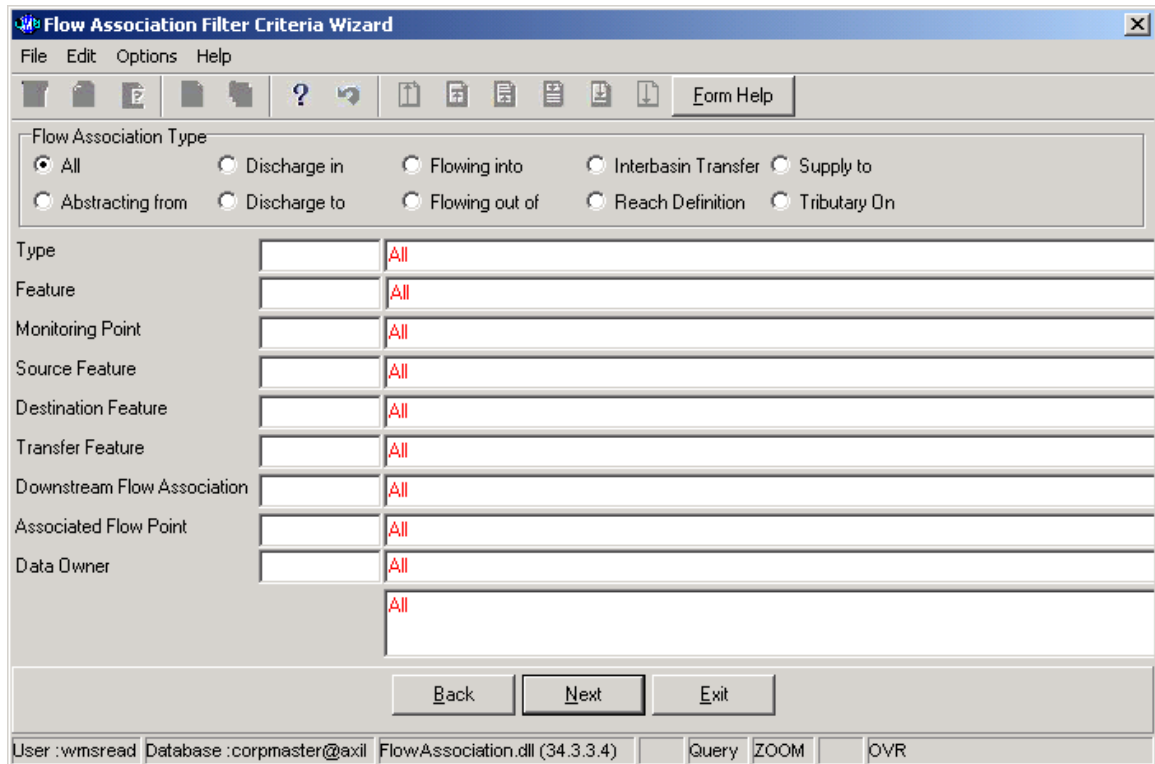 Flow Association Filter Criteria Wizard
File Edit Options Help
? Form Help
Flow Association Type
All Discharge in Flowing into Interbasin Transfer Supply to
Abstracting from Discharge to Flowing out of Reach Definition Tributary On
Type All
Feature All
Monitoring Point All
Source Feature All
Destination Feature All
Transfer Feature All
Downstream Flow Association All
Associated Flow Point All
Data Owner All
All
Back Next Exit
User :wmsread Database :corpmaster@axil FlowAssociation.dll (34.3.3.4) Query ZOOM OVR